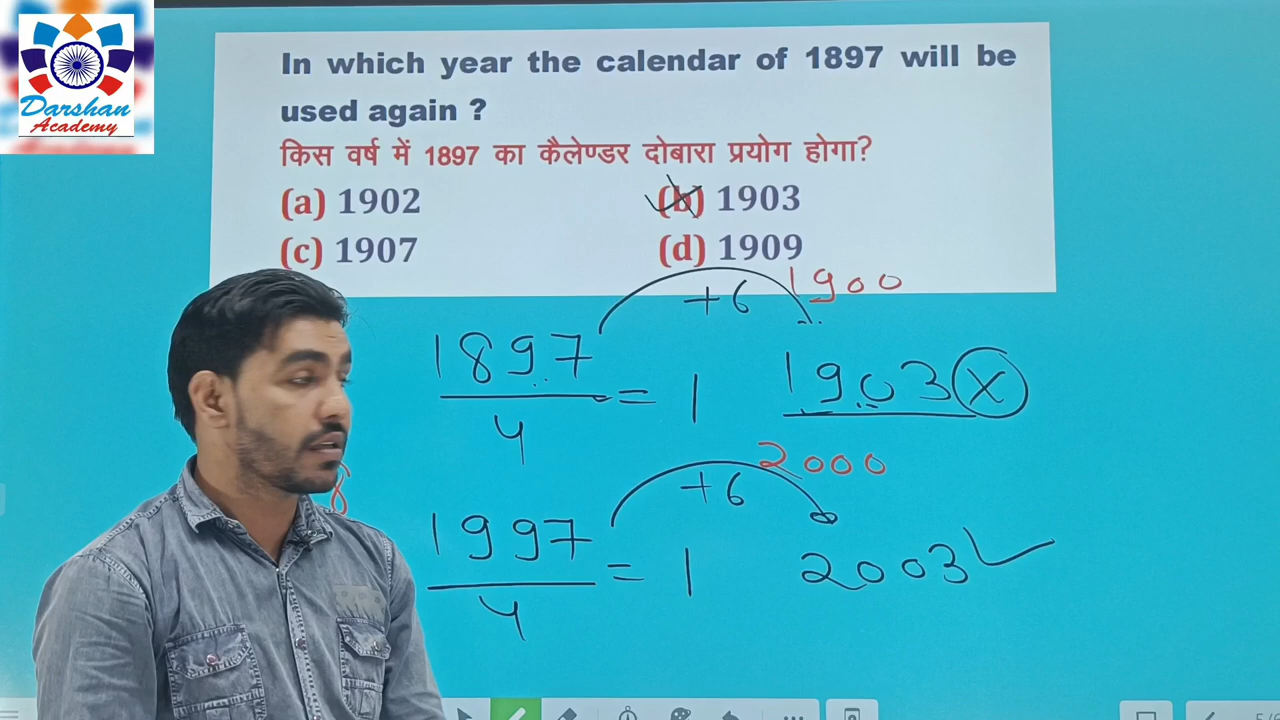 Darshan
Academy
In which year the calendar of 1897 will be
used again ?
किस वर्ष में 1897 का कैलेण्डर दोबारा प्रयोग होगा?
(a) 1902
(b) 1903
(c) 1907
(d) 1909
+6
1900
1897/4 = 1
1903 X
8
+6
2000
1997/4 = 1
2003 ✓